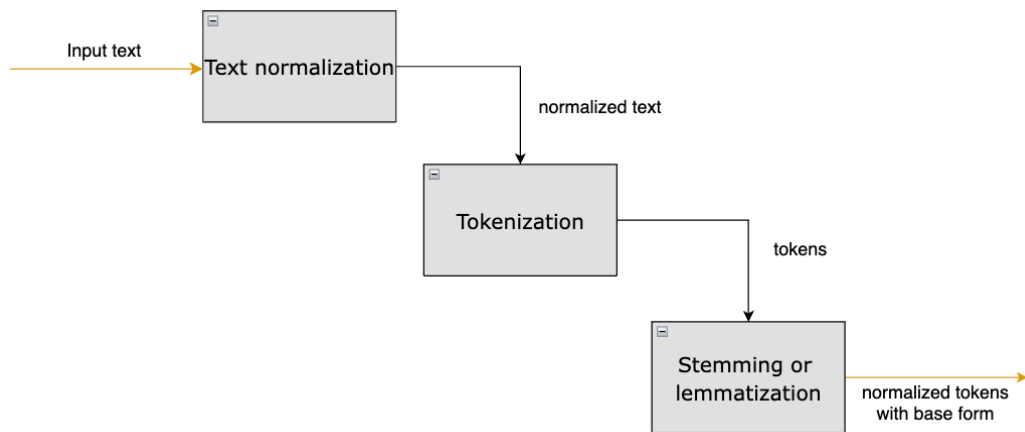 Input text
Text normalization
normalized text
Tokenization
tokens
Stemming or
lemmatization
normalized tokens
with base form